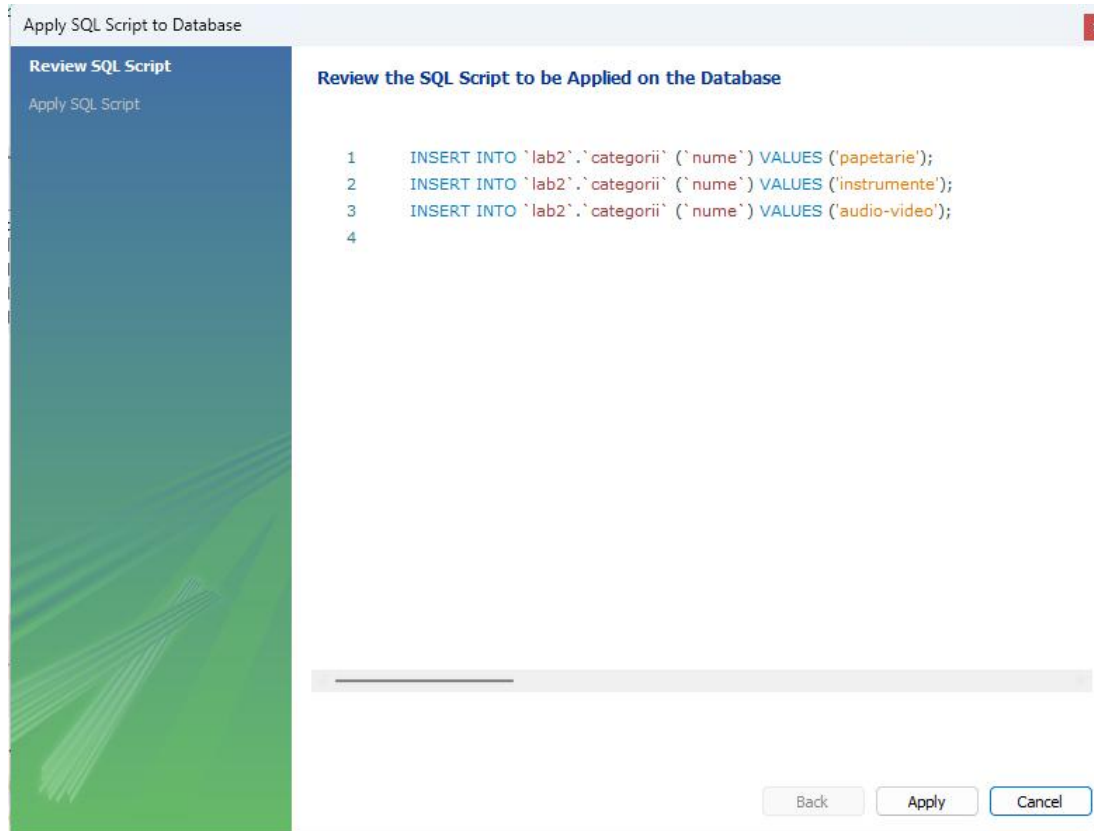 Apply SQL Script to Database
Review SQL Script
Apply SQL Script
Review the SQL Script to be Applied on the Database
1 INSERT INTO `lab2`.`categorii` (`nume`) VALUES ('papetarie');
2 INSERT INTO `lab2`.`categorii` (`nume`) VALUES ('instrumente');
3 INSERT INTO `lab2`.`categorii` (`nume`) VALUES ('audio-video');
4
Back Apply Cancel